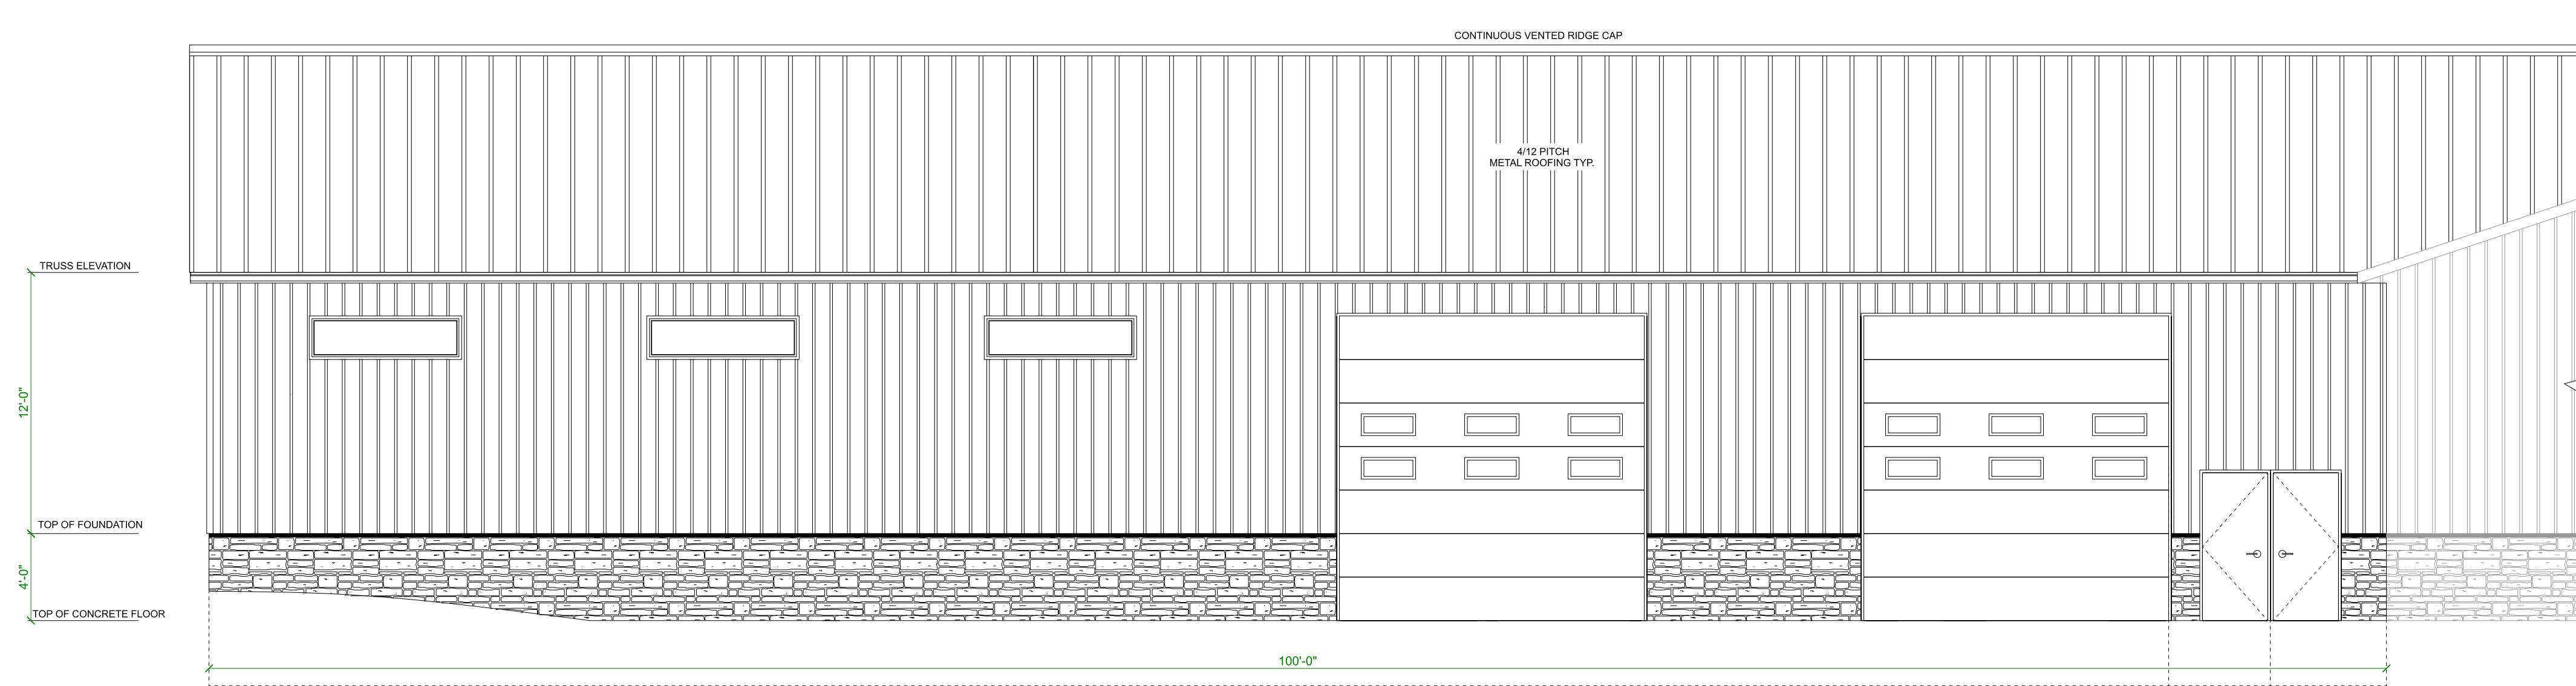 CONTINUOUS VENTED RIDGE CAP
4/12 PITCH
METAL ROOFING TYP.
TRUSS ELEVATION
12'-0"
TOP OF FOUNDATION
4'-0"
TOP OF CONCRETE FLOOR
100'-0"